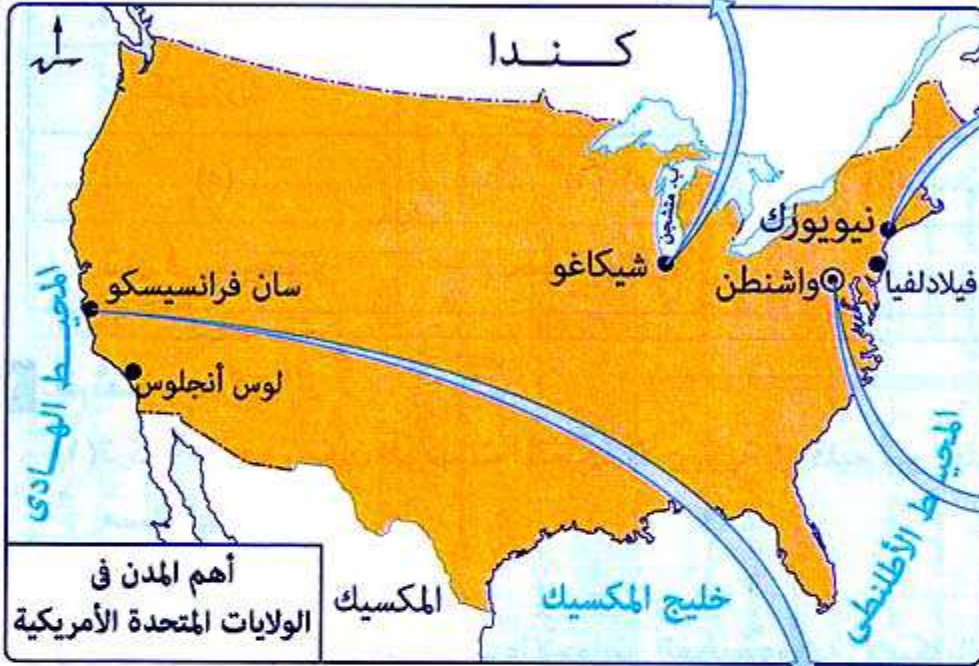 كندا
ب. متشجن
نيويورك
شيكاغو
واشنطن
فيلادلفيا
سان فرانسيسكو
لوس أنجلوس
المحيط الهادى
المحيط الأطلنطى
خليج المكسيك
المكسيك
أهم المدن فى
الولايات المتحدة الأمريكية